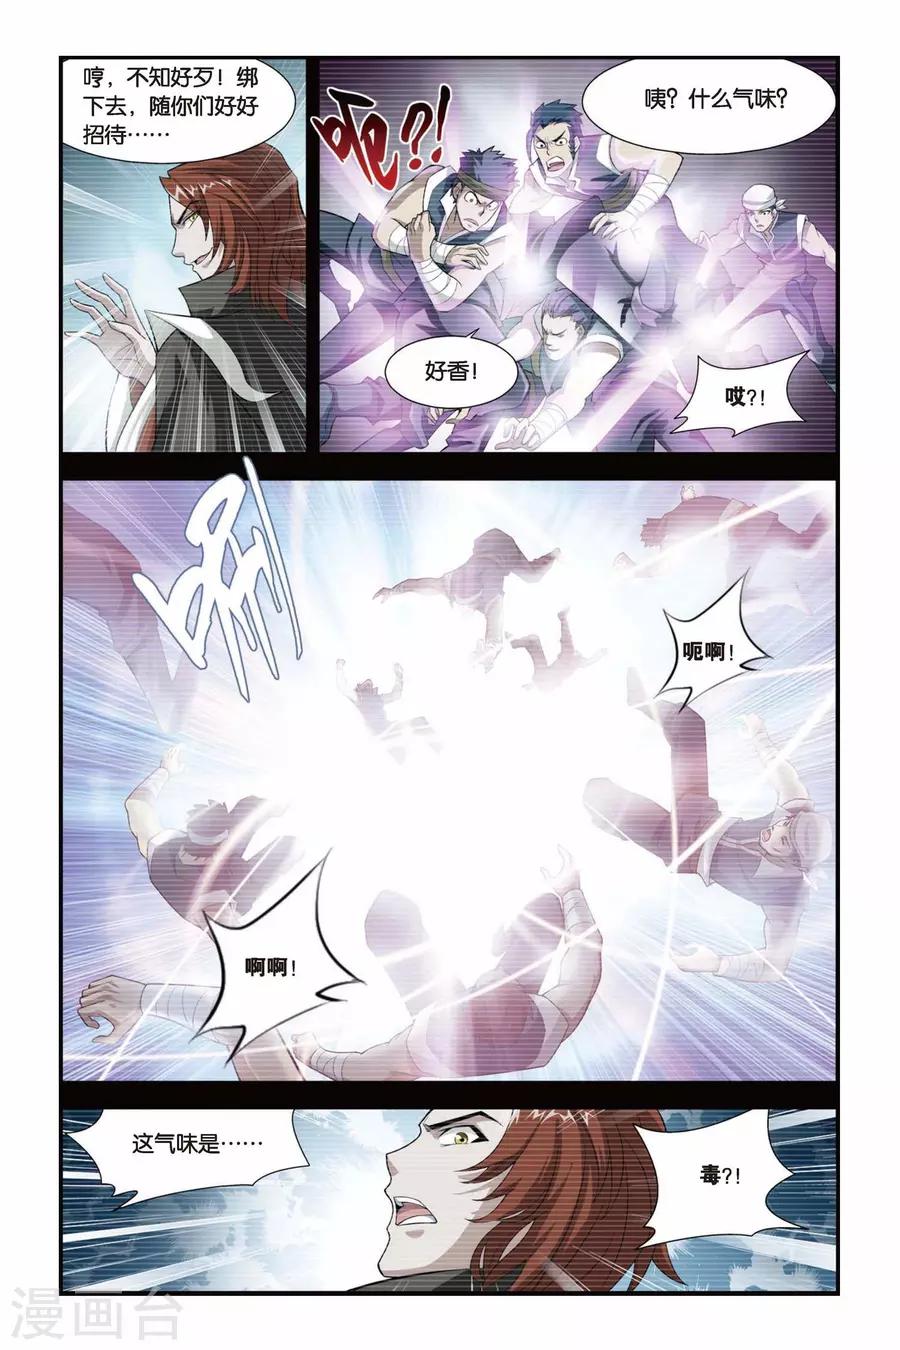 哼，不知好歹！绑
下去，随你们好好
招待……
呃?!
咦？什么气味？
好香！
哎?!
唰
呃啊！
啊啊！
这气味是……
毒?!
漫画台